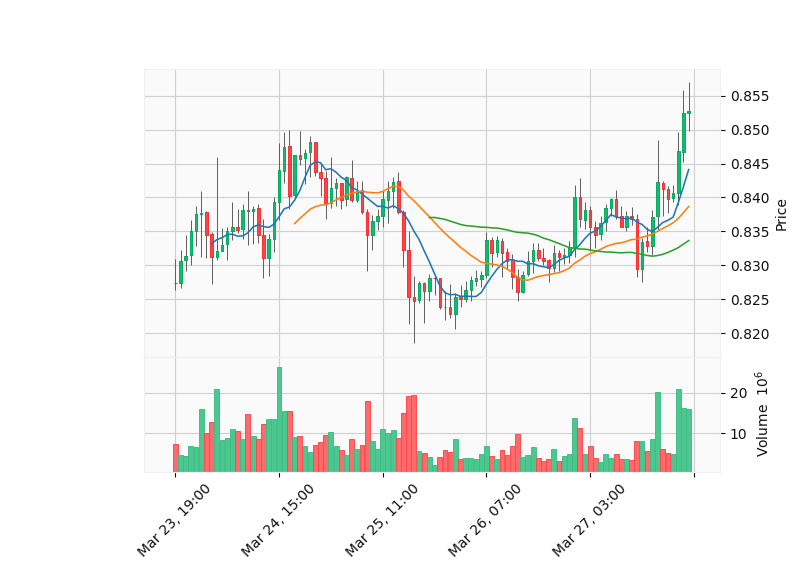 0.855
0.850
0.845
0.840
0.835
0.830
0.825
0.820
Price
20
10
Volume 10^6
Mar 23, 19:00
Mar 24, 15:00
Mar 25, 11:00
Mar 26, 07:00
Mar 27, 03:00